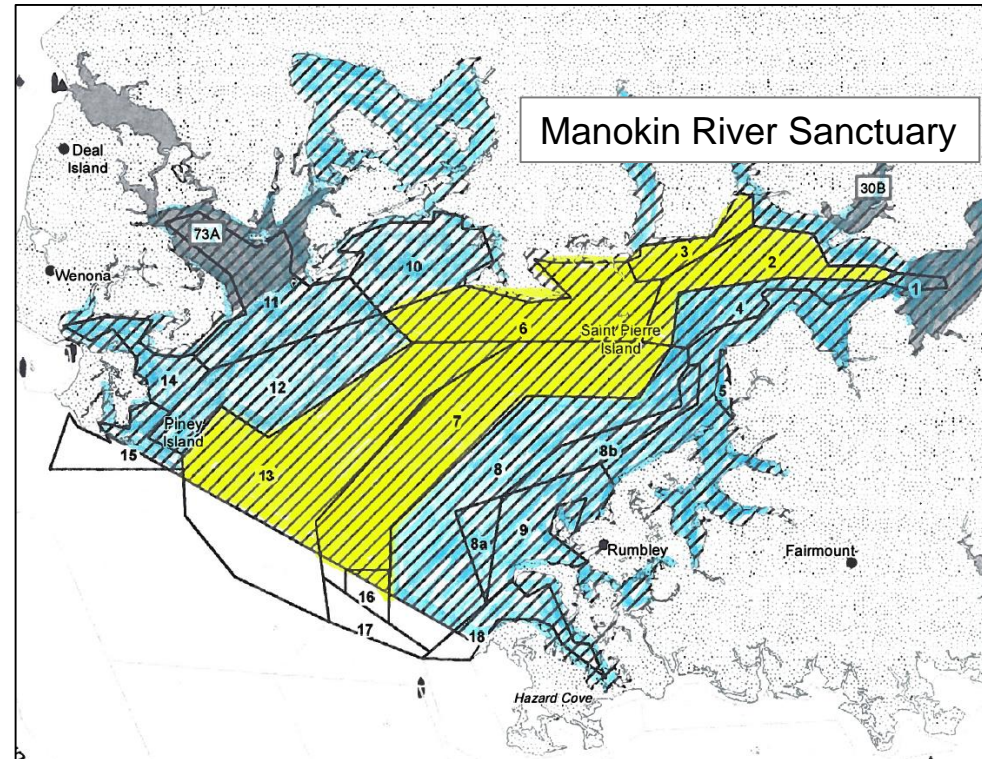 Manokin River Sanctuary
Deal
Island
30B
73A
3
2
10
Wenona
1
11
4
6
Saint Pierre
Island
12
14
5
7
Piney
Island
8b
15
8
13
9
8a
Rumbley
Fairmount
16
17
18
Hazard Cove